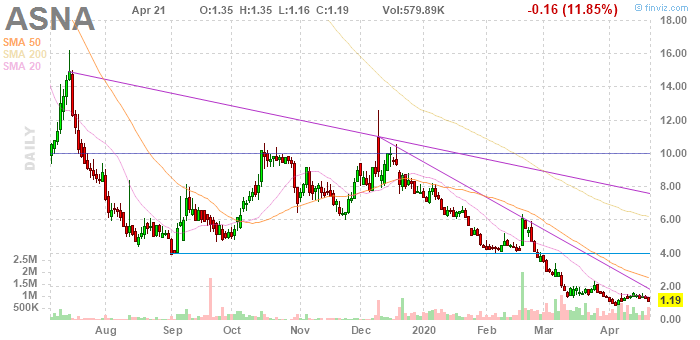 ASNA Apr 21 O:1.35 H:1.35 L:1.16 C:1.19 Vol:579.89K -0.16 (11.85%)
© finviz.com
SMA 50
SMA 200
SMA 20
DAILY
18.00
16.00
14.00
12.00
10.00
8.00
6.00
4.00
2.00
1.19
0.00
2.5M
2M
1.5M
1M
500K
Aug Sep Oct Nov Dec 2020 Feb Mar Apr